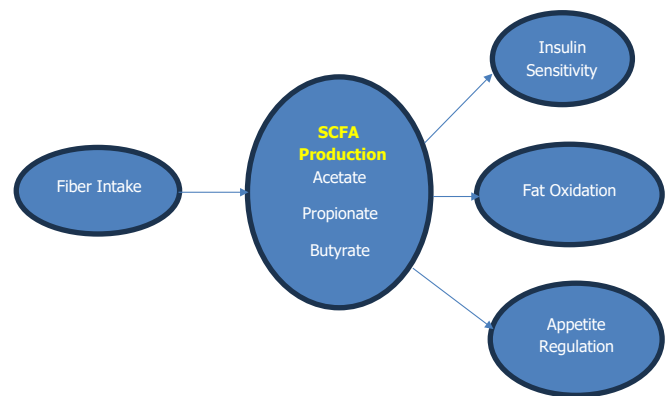 Fiber Intake
SCFA
Production
Acetate
Propionate
Butyrate
Insulin
Sensitivity
Fat Oxidation
Appetite
Regulation